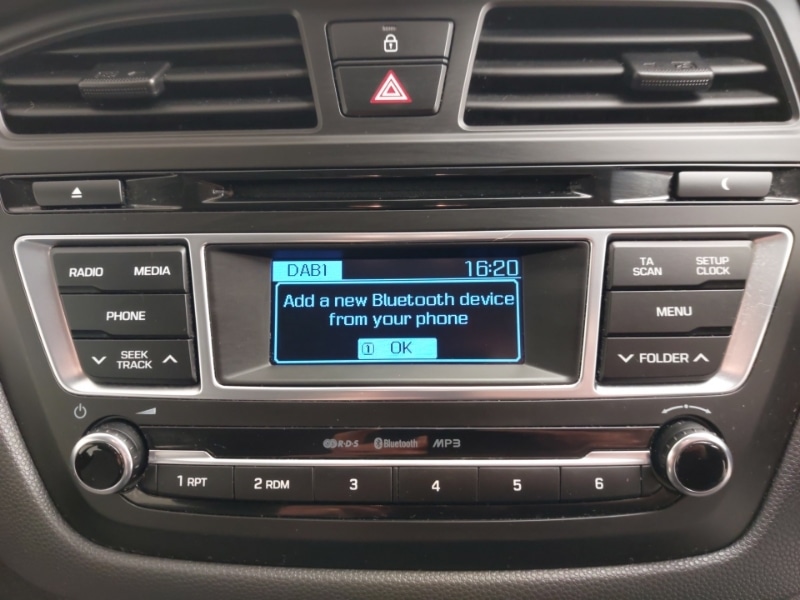 RADIO
MEDIA
PHONE
SEEK
TRACK
DAB1
16:20
Add a new Bluetooth device
from your phone
1 OK
TA
SCAN
SETUP
CLOCK
MENU
FOLDER
R·D·S
Bluetooth
MP3
1 RPT
2 RDM
3
4
5
6